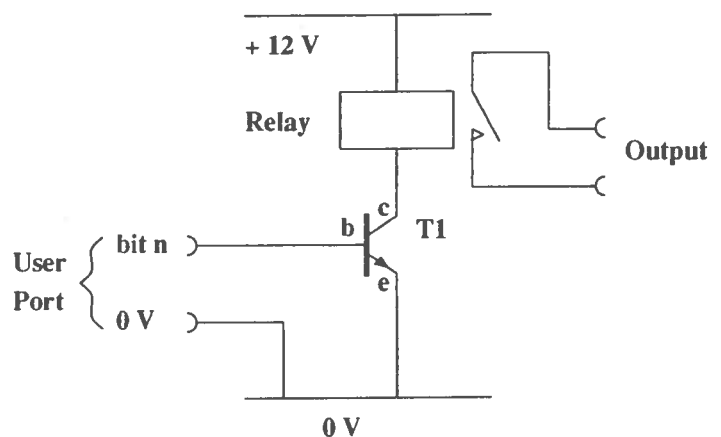 + 12 V
Relay
Output
c
b
T1
bit n
User
Port
e
0 V
0 V